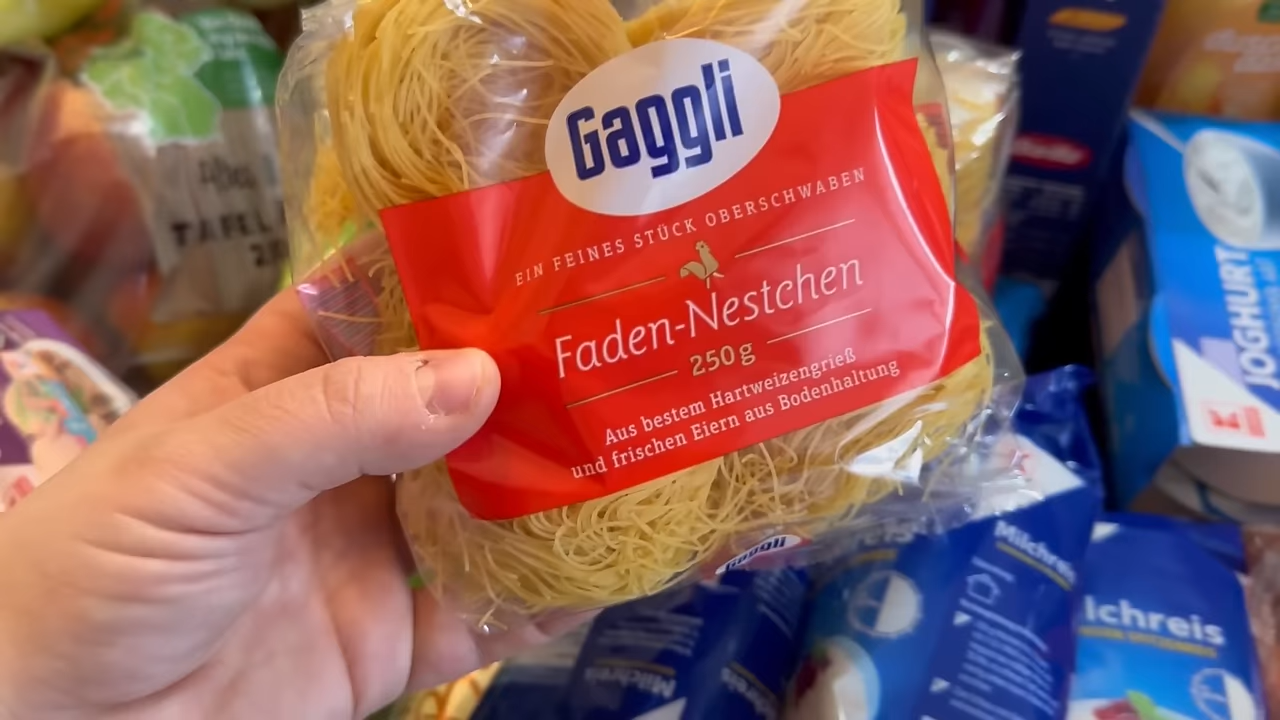 Gaggli
EIN FEINES STÜCK OBERSCHWABEN
Faden-Nestchen
250 g
Aus bestem Hartweizengrieß
und frischen Eiern aus Bodenhaltung
Gaggli
TAFEL
JOGHURT
Milchreis
lchreis